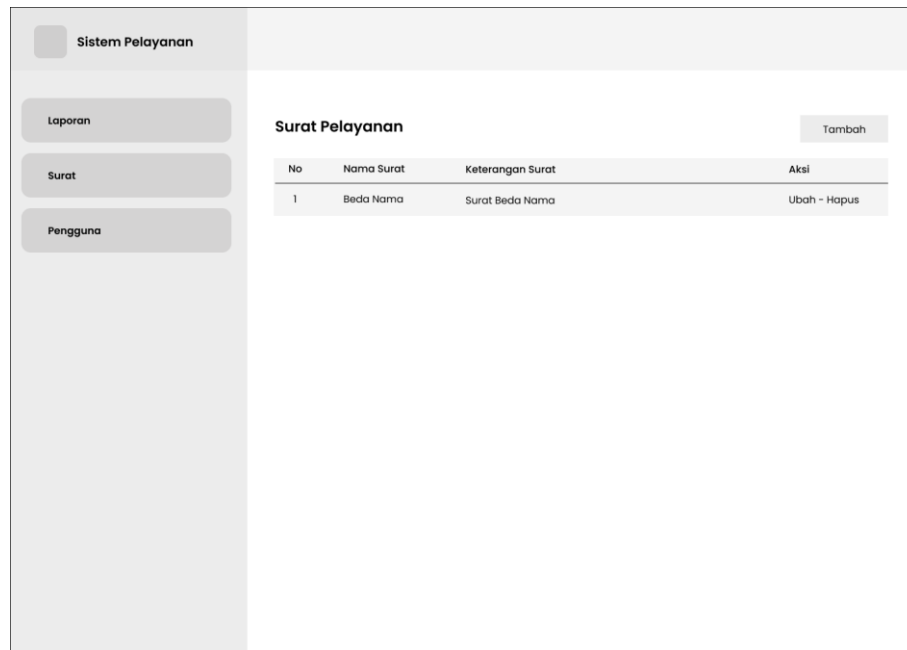 Sistem Pelayanan
Laporan
Surat
Pengguna
Surat Pelayanan
Tambah
No Nama Surat Keterangan Surat Aksi
1 Beda Nama Surat Beda Nama Ubah - Hapus